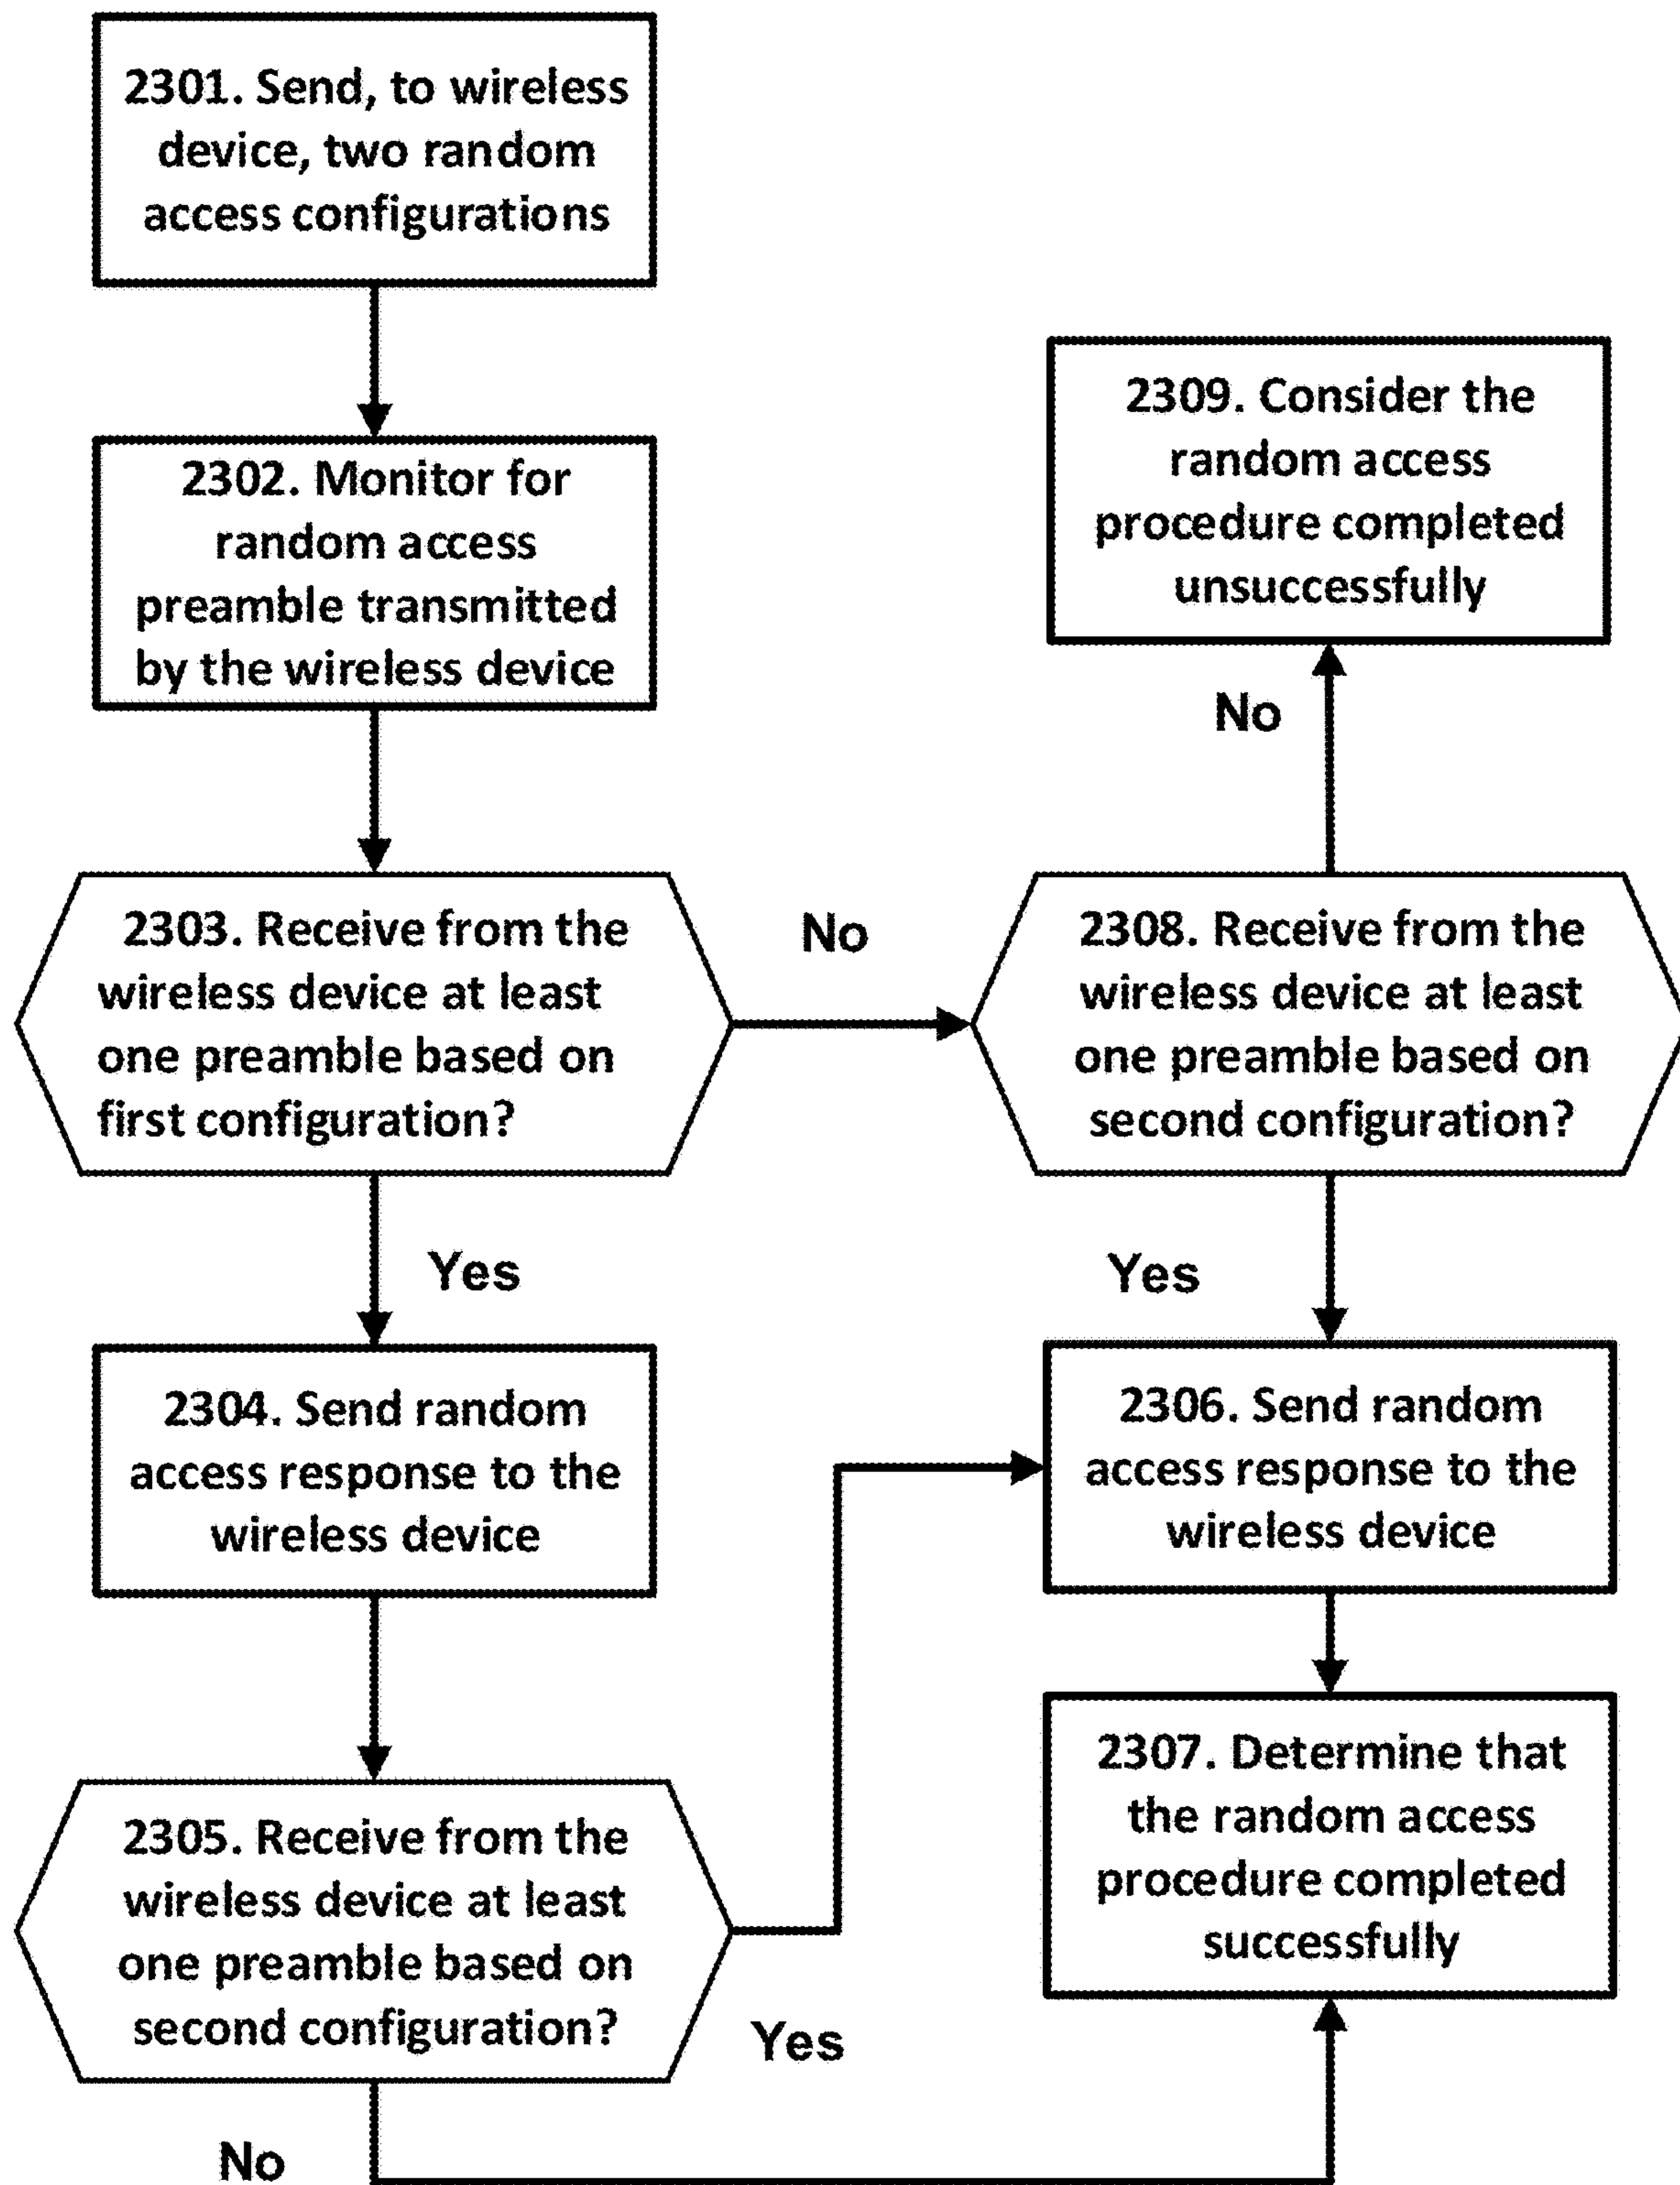 2301. Send, to wireless
device, two random
access configurations
2302. Monitor for
random access
preamble transmitted
by the wireless device
2303. Receive from the
wireless device at least
one preamble based on
first configuration?
No
2308. Receive from the
wireless device at least
one preamble based on
second configuration?
No
2309. Consider the
random access
procedure completed
unsuccessfully
Yes
2304. Send random
access response to the
wireless device
Yes
2306. Send random
access response to the
wireless device
2305. Receive from the
wireless device at least
one preamble based on
second configuration?
Yes
No
2307. Determine that
the random access
procedure completed
successfully